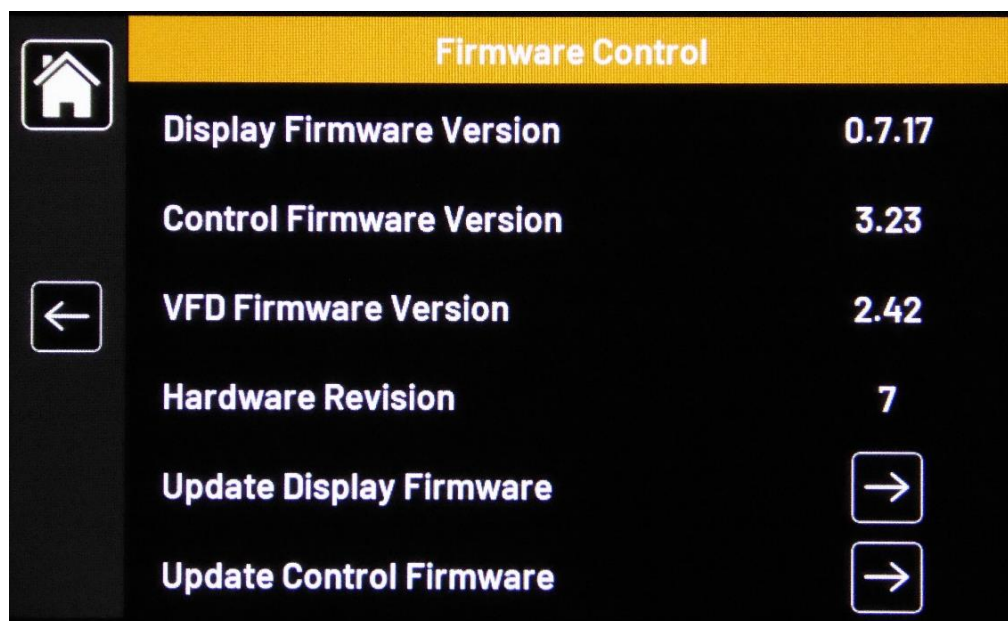 Firmware Control
Display Firmware Version 0.7.17
Control Firmware Version 3.23
VFD Firmware Version 2.42
Hardware Revision 7
Update Display Firmware
Update Control Firmware